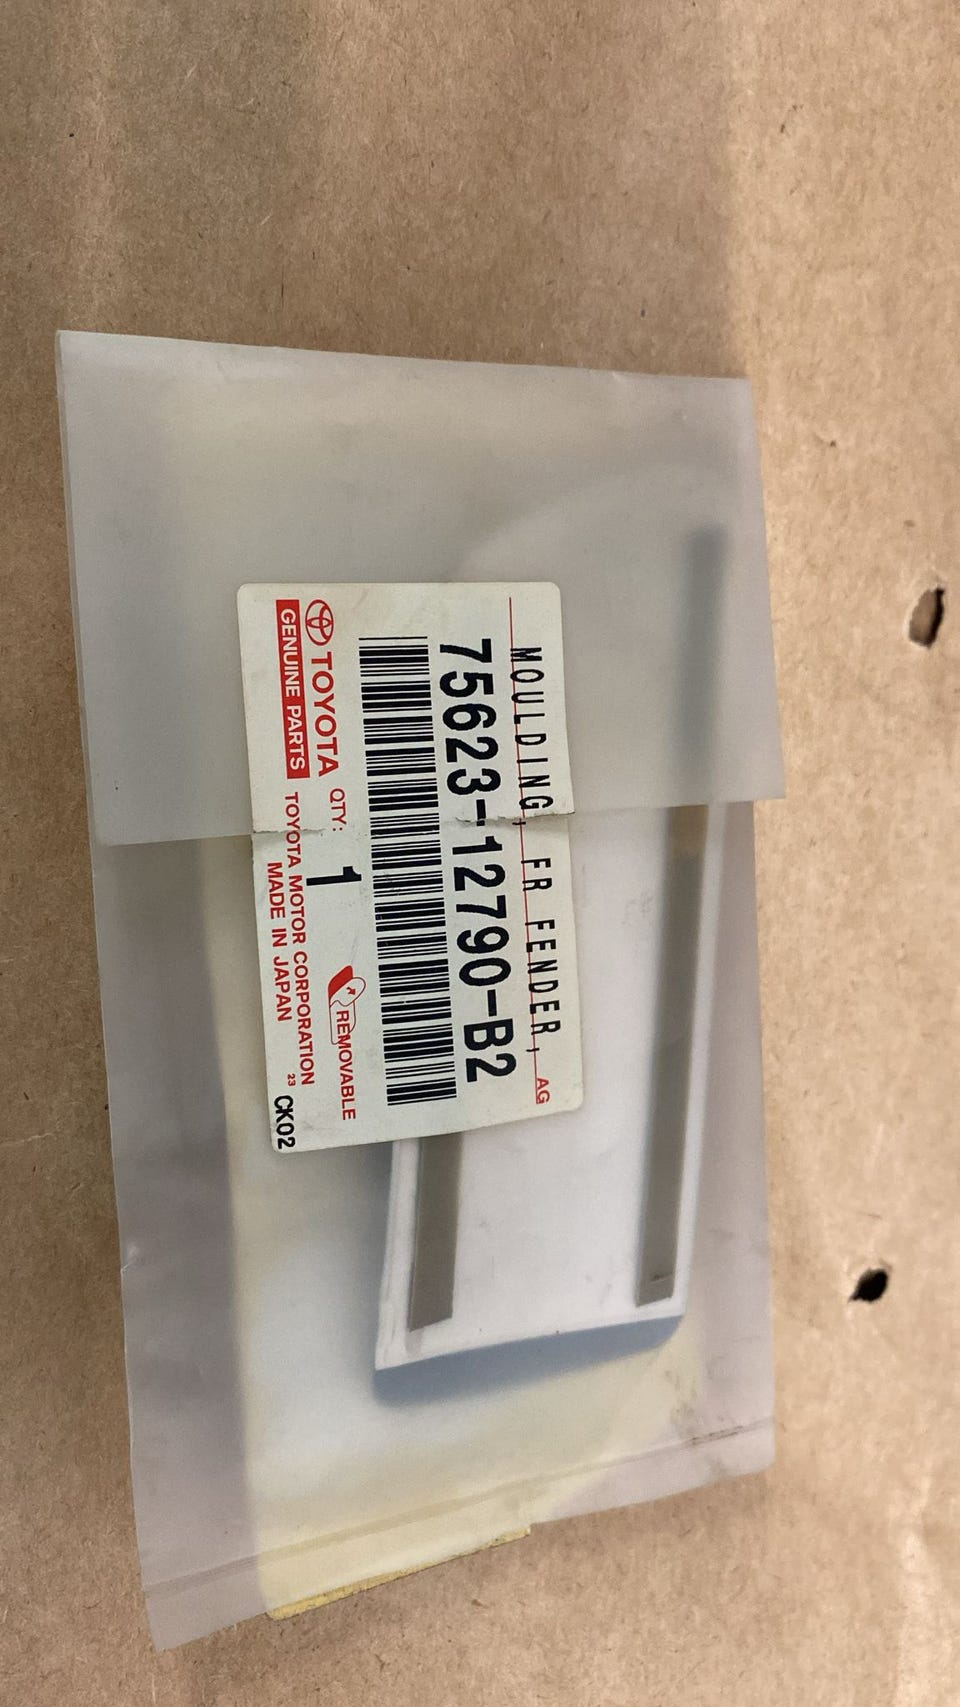 MOULDING, FR FENDER,
AG
75623-12790-B2
TOYOTA
GENUINE PARTS
QTY:
1
REMOVABLE
TOYOTA MOTOR CORPORATION
MADE IN JAPAN
23
CK02